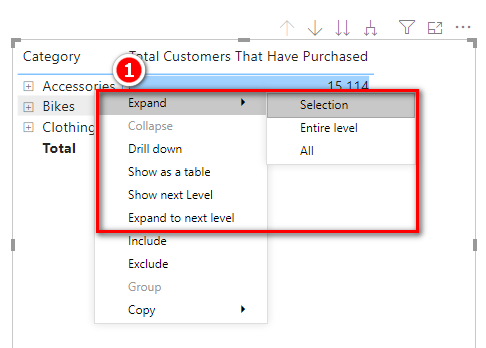 Category Total Customers That Have Purchased
1
Accessories 15,114
Bikes
Clothing
Total
Expand
Collapse
Drill down
Show as a table
Show next Level
Expand to next level
Include
Exclude
Group
Copy
Selection
Entire level
All